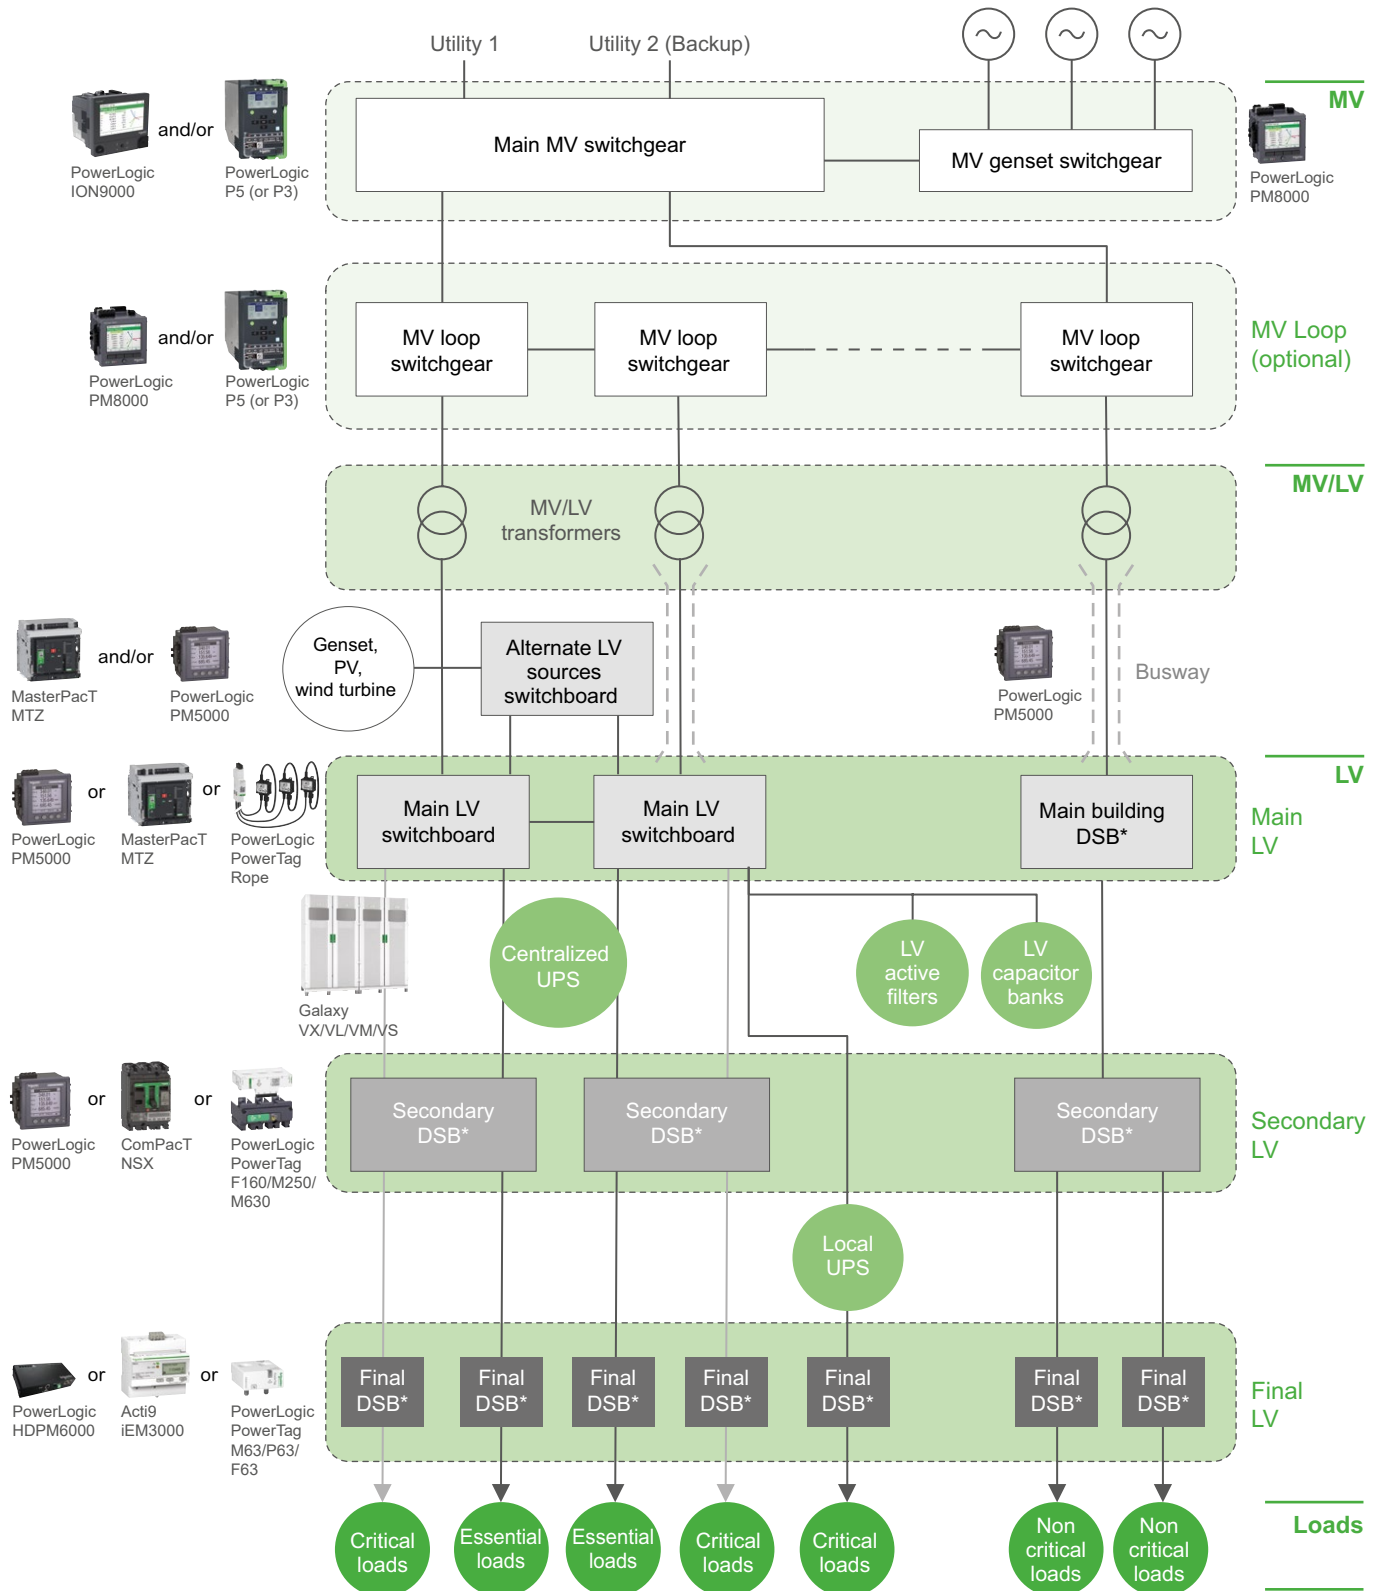 Utility 1
Utility 2 (Backup)
MV
and/or
Main MV switchgear
MV genset switchgear
PowerLogic
ION9000
PowerLogic
P5 (or P3)
PowerLogic
PM8000
and/or
PowerLogic
PM8000
PowerLogic
P5 (or P3)
MV loop
switchgear
MV loop
switchgear
MV loop
switchgear
MV Loop
(optional)
MV/LV
MV/LV
transformers
and/or
MasterPacT
MTZ
PowerLogic
PM5000
Genset,
PV,
wind turbine
Alternate LV
sources
switchboard
PowerLogic
PM5000
Busway
LV
or
or
PowerLogic
PM5000
MasterPacT
MTZ
PowerLogic
PowerTag
Rope
Main LV
switchboard
Main LV
switchboard
Main building
DSB*
Main
LV
Galaxy
VX/VL/VM/VS
Centralized
UPS
LV
active
filters
LV
capacitor
banks
or
or
PowerLogic
PM5000
ComPacT
NSX
PowerLogic
PowerTag
F160/M250/
M630
Secondary
DSB*
Secondary
DSB*
Secondary
DSB*
Secondary
LV
Local
UPS
or
or
PowerLogic
HDPM6000
Acti9
iEM3000
PowerLogic
PowerTag
M63/P63/
F63
Final
DSB*
Final
DSB*
Final
DSB*
Final
DSB*
Final
DSB*
Final
DSB*
Final
DSB*
Final
LV
Critical
loads
Essential
loads
Essential
loads
Critical
loads
Critical
loads
Non
critical
loads
Non
critical
loads
Loads